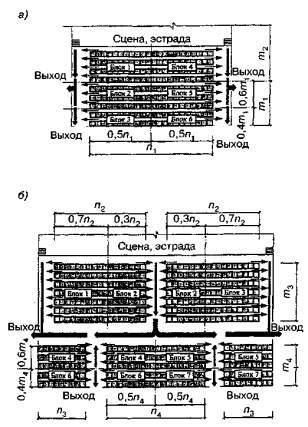 а)
Сцена, эстрада
m₂
Выход Выход
Блок 1 Блок 4
Блок 2 Блок 5
Блок 3 Блок 6
0,4m₁ 0,6m₁
m₁
Выход Выход
0,5n₁ 0,5n₁
n₁
б)
n₂ n₂
0,7n₂ 0,3n₂ 0,3n₂ 0,7n₂
Сцена, эстрада
Блок 1 Блок 2 Блок 2 Блок 3
m₃
Выход Выход
Блок 4 Блок 5
Блок 6 Блок 7
0,4m₄ 0,6m₄
m₄
Выход Выход
n₃ 0,5n₄ 0,5n₄ n₃
n₄